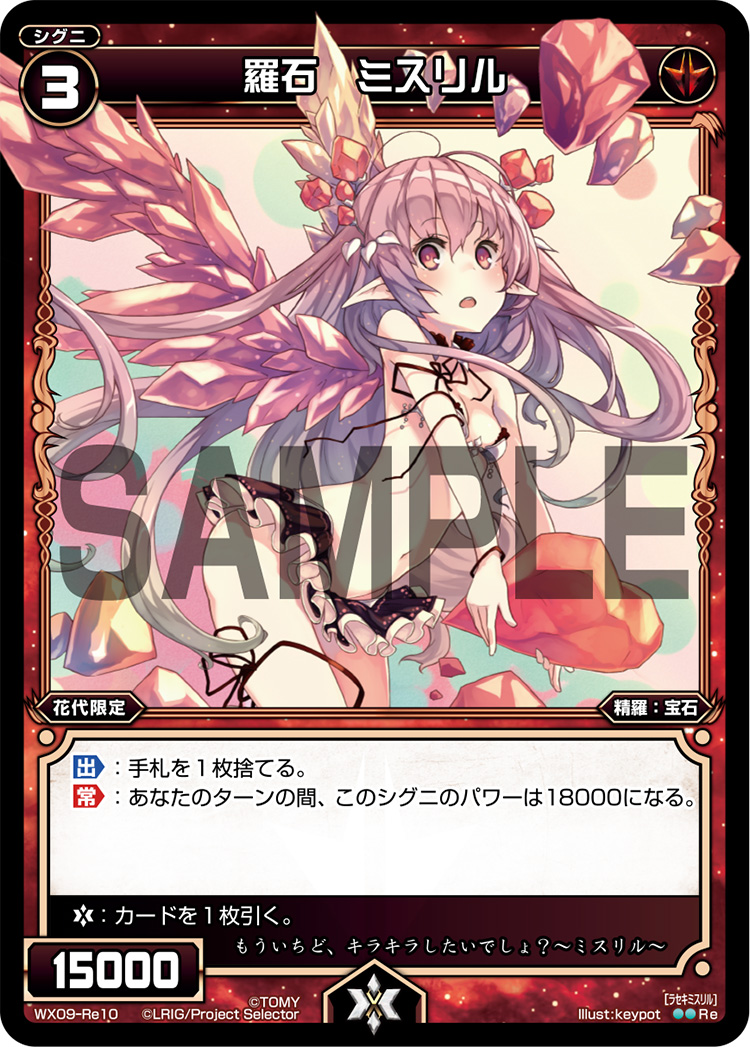 シグニ
3
羅石 ミスリル
SAMPLE
花代限定
精羅：宝石
出：手札を１枚捨てる。
常：あなたのターンの間、このシグニのパワーは18000になる。
：カードを１枚引く。
もういちど、キラキラしたいでしょ？～ミスリル～
15000
WX09-Re10 ©LRIG/Project Selector
©TOMY
[ラセキミスリル]
Illust:keypot Re